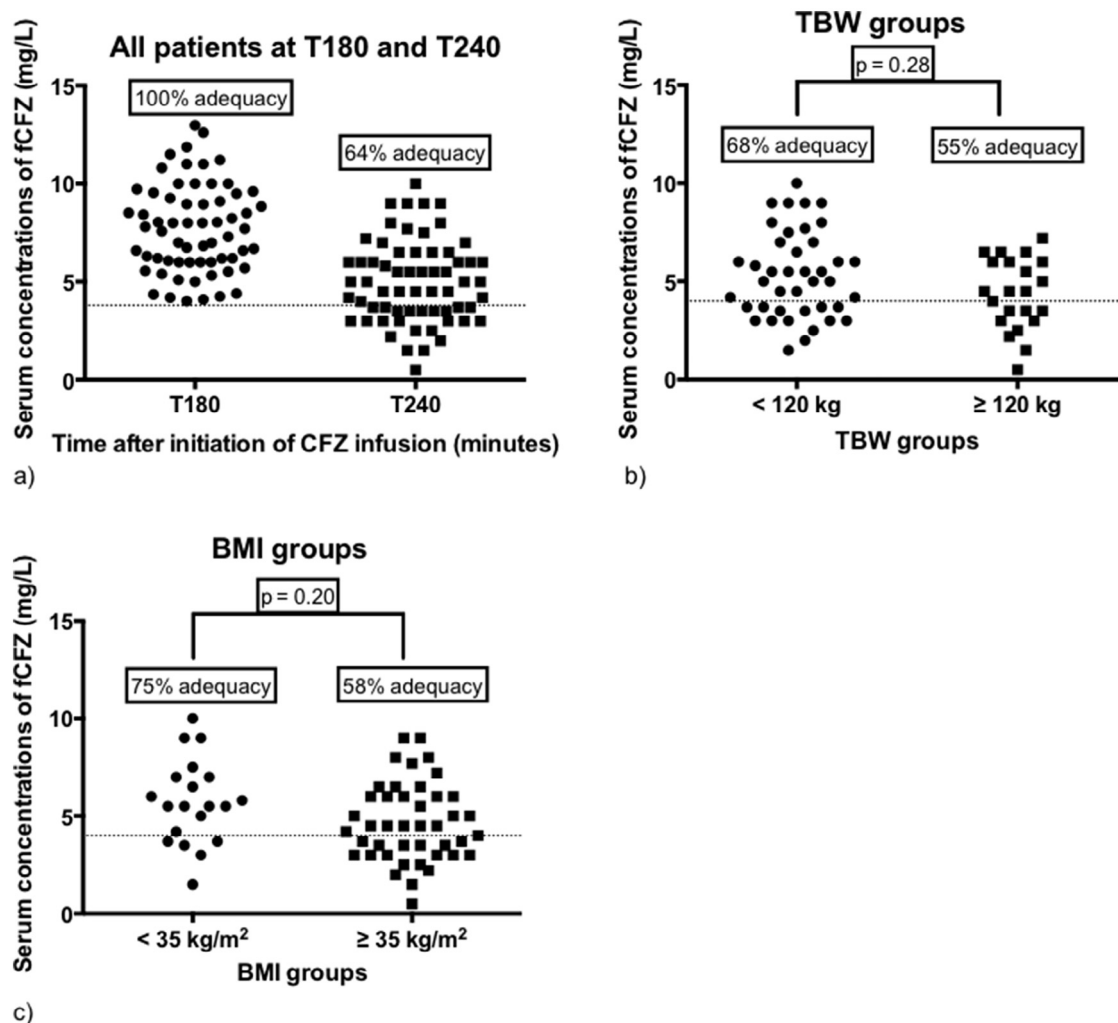 a)
All patients at T180 and T240
Serum concentrations of fCFZ (mg/L)
15
10
5
0
100% adequacy
64% adequacy
T180
T240
Time after initiation of CFZ infusion (minutes)
b)
TBW groups
Serum concentrations of fCFZ (mg/L)
15
10
5
0
p = 0.28
68% adequacy
55% adequacy
< 120 kg
≥ 120 kg
TBW groups
c)
BMI groups
Serum concentrations of fCFZ (mg/L)
15
10
5
0
p = 0.20
75% adequacy
58% adequacy
< 35 kg/m²
≥ 35 kg/m²
BMI groups